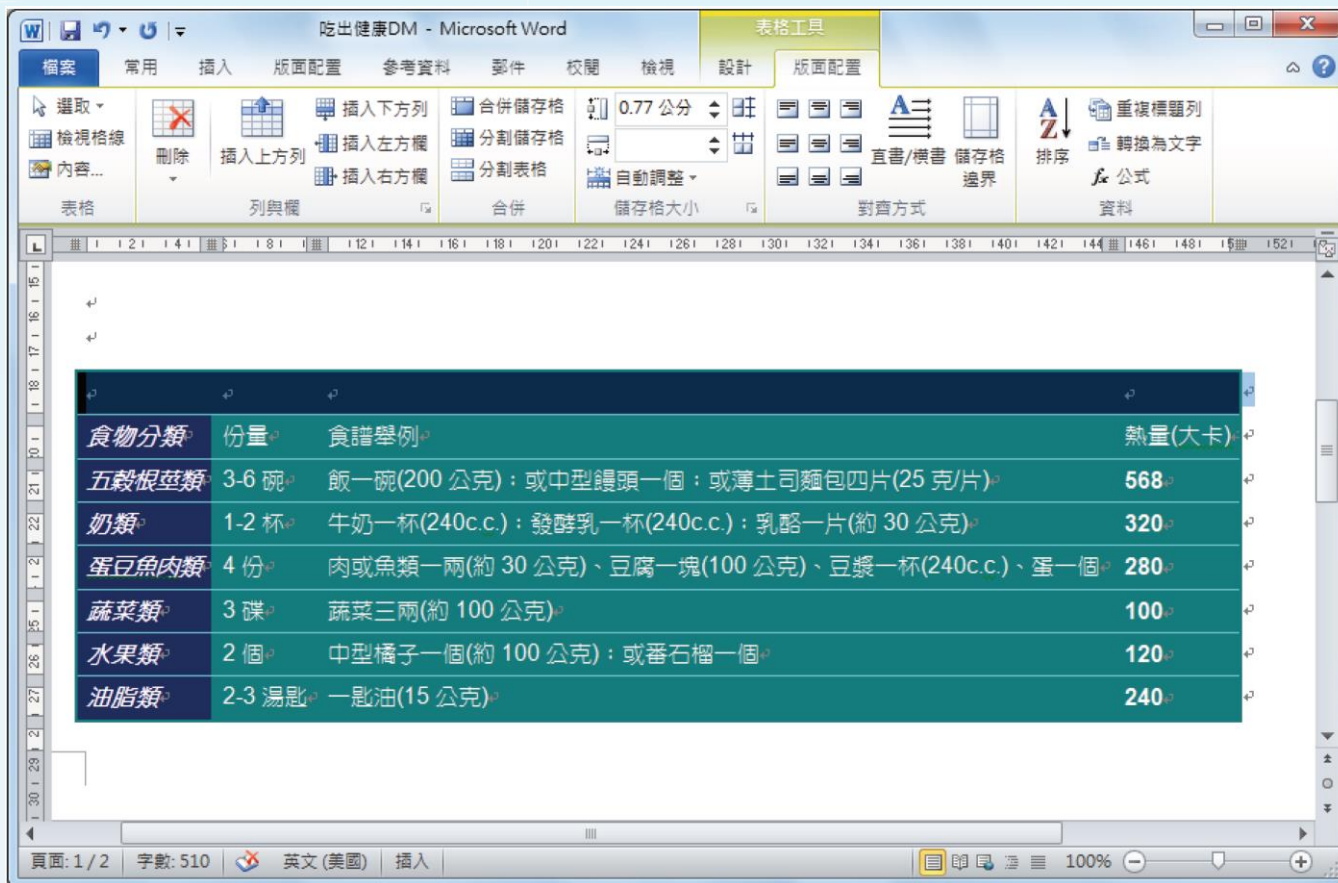 吃出健康DM - Microsoft Word 表格工具
檔案 常用 插入 版面配置 參考資料 郵件 校閱 檢視 設計 版面配置
選取 插入下方列 合併儲存格 0.77 公分 重複標題列
檢視格線 插入左方欄 分割儲存格 轉換為文字
刪除 插入上方列 直書/橫書 儲存格邊界 排序
內容... 插入右方欄 分割表格 自動調整 公式
表格 列與欄 合併 儲存格大小 對齊方式 資料
食物分類 份量 食譜舉例 熱量(大卡)
五穀根莖類 3-6 碗 飯一碗(200 公克)：或中型饅頭一個：或薄土司麵包四片(25 克/片) 568
奶類 1-2 杯 牛奶一杯(240c.c.)：發酵乳一杯(240c.c.)：乳酪一片(約 30 公克) 320
蛋豆魚肉類 4 份 肉或魚類一兩(約 30 公克)、豆腐一塊(100 公克)、豆漿一杯(240c.c.)、蛋一個 280
蔬菜類 3 碟 蔬菜三兩(約 100 公克) 100
水果類 2 個 中型橘子一個(約 100 公克)：或番石榴一個 120
油脂類 2-3 湯匙 一匙油(15 公克) 240
頁面: 1 / 2 字數: 510 英文 (美國) 插入 100%